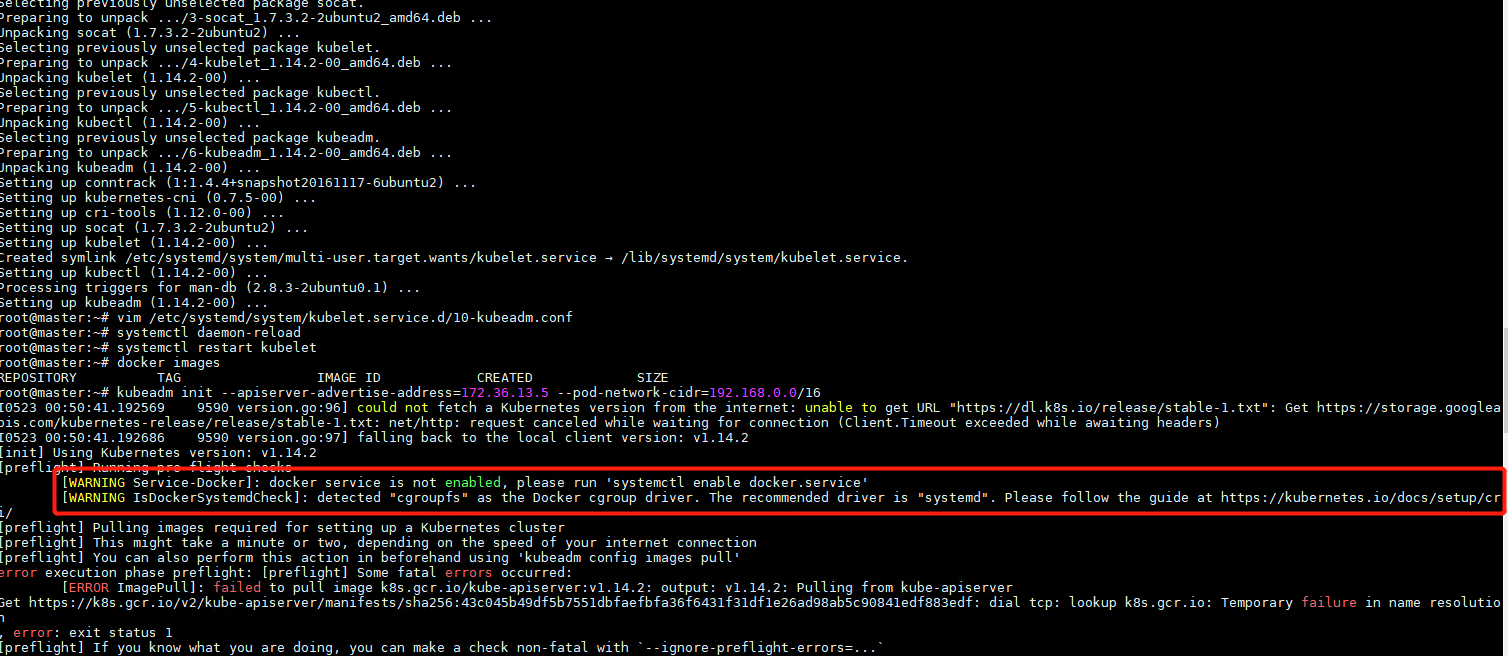 Selecting previously unselected package socat.
Preparing to unpack .../3-socat_1.7.3.2-2ubuntu2_amd64.deb ...
Unpacking socat (1.7.3.2-2ubuntu2) ...
Selecting previously unselected package kubelet.
Preparing to unpack .../4-kubelet_1.14.2-00_amd64.deb ...
Unpacking kubelet (1.14.2-00) ...
Selecting previously unselected package kubectl.
Preparing to unpack .../5-kubectl_1.14.2-00_amd64.deb ...
Unpacking kubectl (1.14.2-00) ...
Selecting previously unselected package kubeadm.
Preparing to unpack .../6-kubeadm_1.14.2-00_amd64.deb ...
Unpacking kubeadm (1.14.2-00) ...
Setting up conntrack (1:1.4.4+snapshot20161117-6ubuntu2) ...
Setting up kubernetes-cni (0.7.5-00) ...
Setting up cri-tools (1.12.0-00) ...
Setting up socat (1.7.3.2-2ubuntu2) ...
Setting up kubelet (1.14.2-00) ...
Created symlink /etc/systemd/system/multi-user.target.wants/kubelet.service → /lib/systemd/system/kubelet.service.
Setting up kubectl (1.14.2-00) ...
Processing triggers for man-db (2.8.3-2ubuntu0.1) ...
Setting up kubeadm (1.14.2-00) ...
root@master:~# vim /etc/systemd/system/kubelet.service.d/10-kubeadm.conf
root@master:~# systemctl daemon-reload
root@master:~# systemctl restart kubelet
root@master:~# docker images
REPOSITORY          TAG                 IMAGE ID            CREATED             SIZE
root@master:~# kubeadm init --apiserver-advertise-address=172.36.13.5 --pod-network-cidr=192.168.0.0/16
I0523 00:50:41.192569    9590 version.go:96] could not fetch a Kubernetes version from the internet: unable to get URL "https://dl.k8s.io/release/stable-1.txt": Get https://storage.googlea
pis.com/kubernetes-release/release/stable-1.txt: net/http: request canceled while waiting for connection (Client.Timeout exceeded while awaiting headers)
I0523 00:50:41.192686    9590 version.go:97] falling back to the local client version: v1.14.2
[init] Using Kubernetes version: v1.14.2
[preflight] Running pre-flight checks
[WARNING Service-Docker]: docker service is not enabled, please run 'systemctl enable docker.service'
[WARNING IsDockerSystemdCheck]: detected "cgroupfs" as the Docker cgroup driver. The recommended driver is "systemd". Please follow the guide at https://kubernetes.io/docs/setup/cr
i/
[preflight] Pulling images required for setting up a Kubernetes cluster
[preflight] This might take a minute or two, depending on the speed of your internet connection
[preflight] You can also perform this action in beforehand using 'kubeadm config images pull'
error execution phase preflight: [preflight] Some fatal errors occurred:
[ERROR ImagePull]: failed to pull image k8s.gcr.io/kube-apiserver:v1.14.2: output: v1.14.2: Pulling from kube-apiserver
Get https://k8s.gcr.io/v2/kube-apiserver/manifests/sha256:43c045b49df5b7551dbfaefbfa36f6431f31df1e26ad98ab5c90841edf883edf: dial tcp: lookup k8s.gcr.io: Temporary failure in name resolutio
n
, error: exit status 1
[preflight] If you know what you are doing, you can make a check non-fatal with `--ignore-preflight-errors=...`